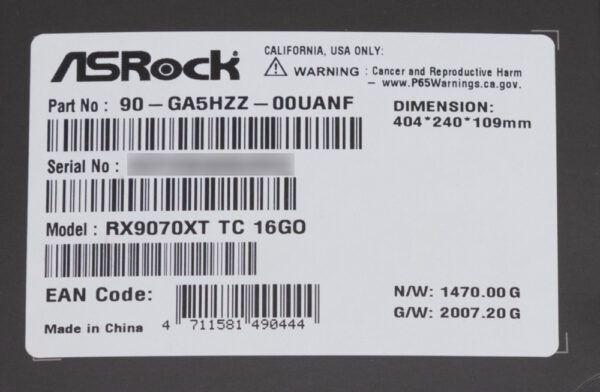 ASRock
CALIFORNIA, USA ONLY:
WARNING : Cancer and Reproductive Harm
– www.P65Warnings.ca.gov.
Part No : 90 – GA5HZZ – 00UANF
DIMENSION:
404*240*109mm
Serial No :
Model : RX9070XT TC 16GO
EAN Code:
4 711581 490444
Made in China
N/W: 1470.00 G
G/W: 2007.20 G